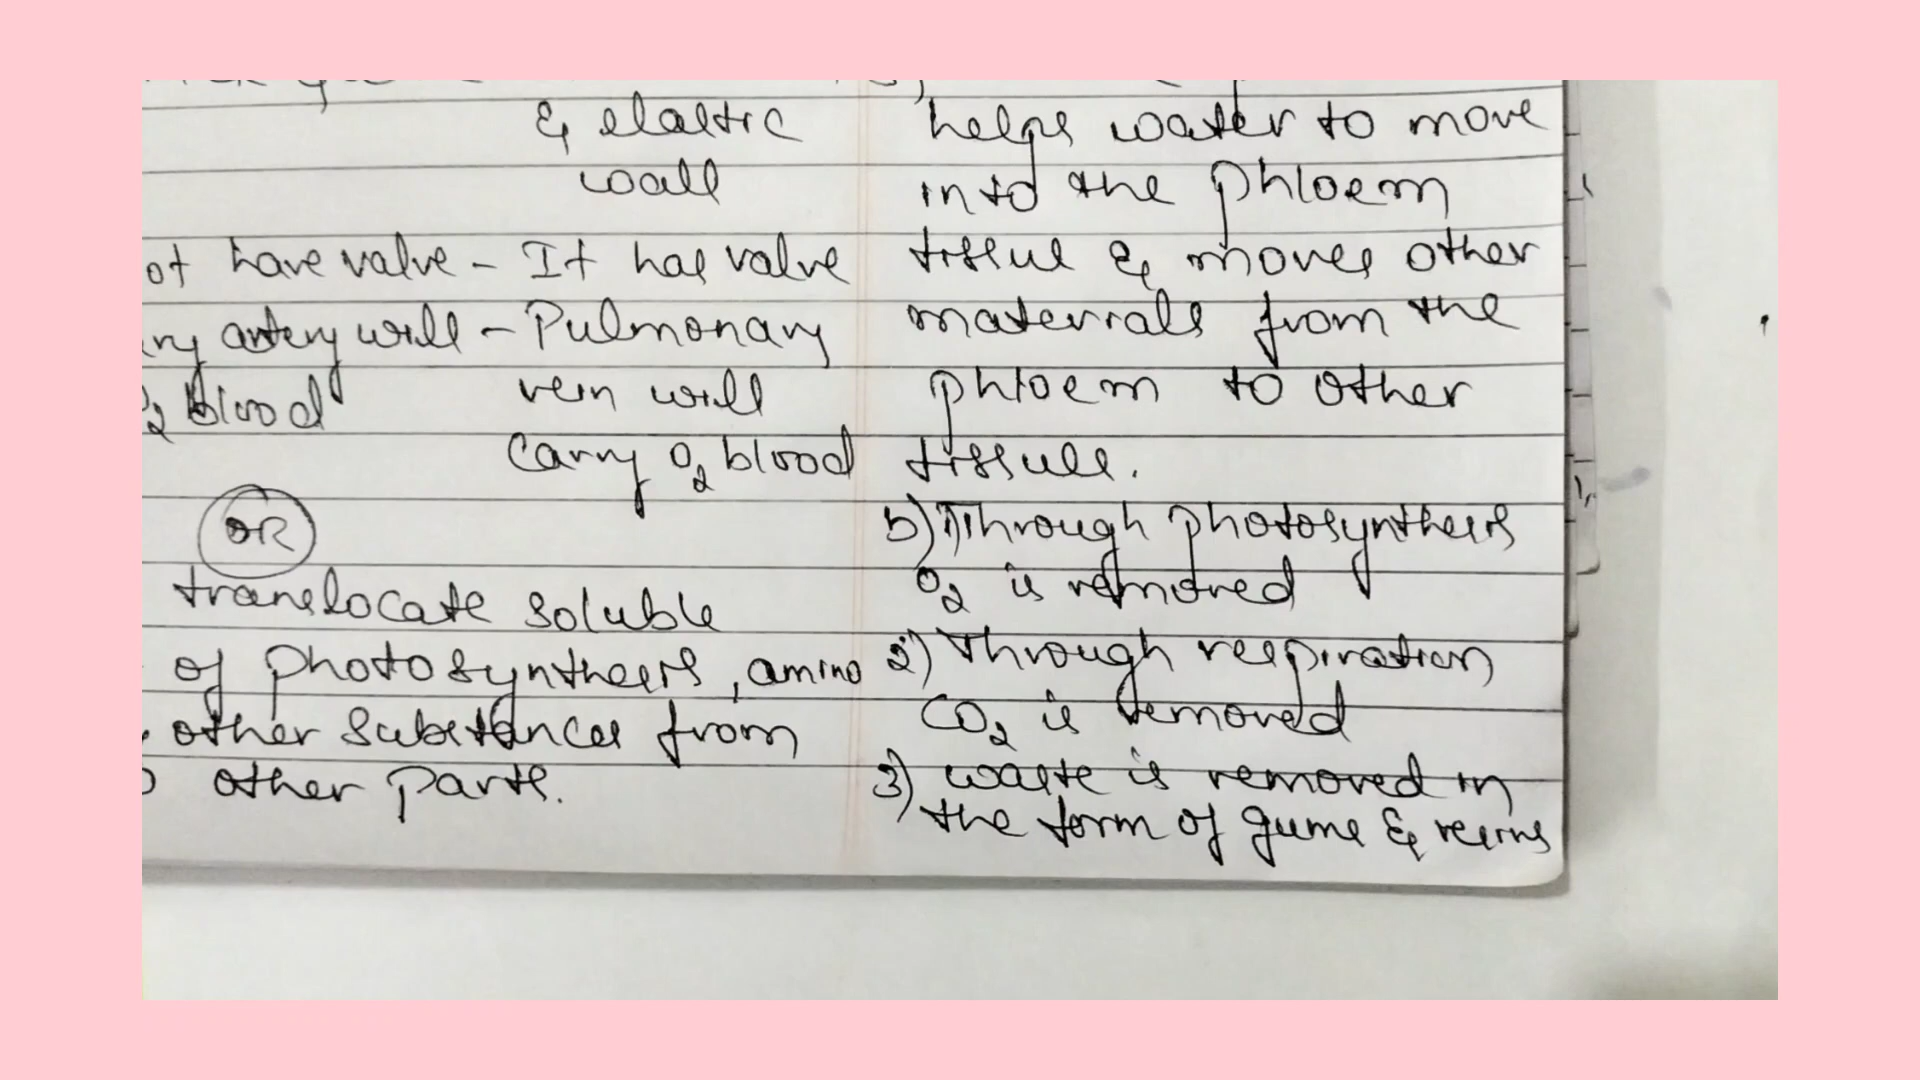 & elastic
wall
ot have valve - It has valve
ry artery will - Pulmonary
2 blood vein will
Carry O2 blood
OR
translocate soluble
of photosynthesis, amino
other substances from
other parts.
helps water to move
into the phloem
tissue & moves other
materials from the
phloem to other
tissues.
b) 1) Through photosynthesis
O2 is removed
2) Through respiration
CO2 is removed
3) waste is removed in
the form of gums & resins